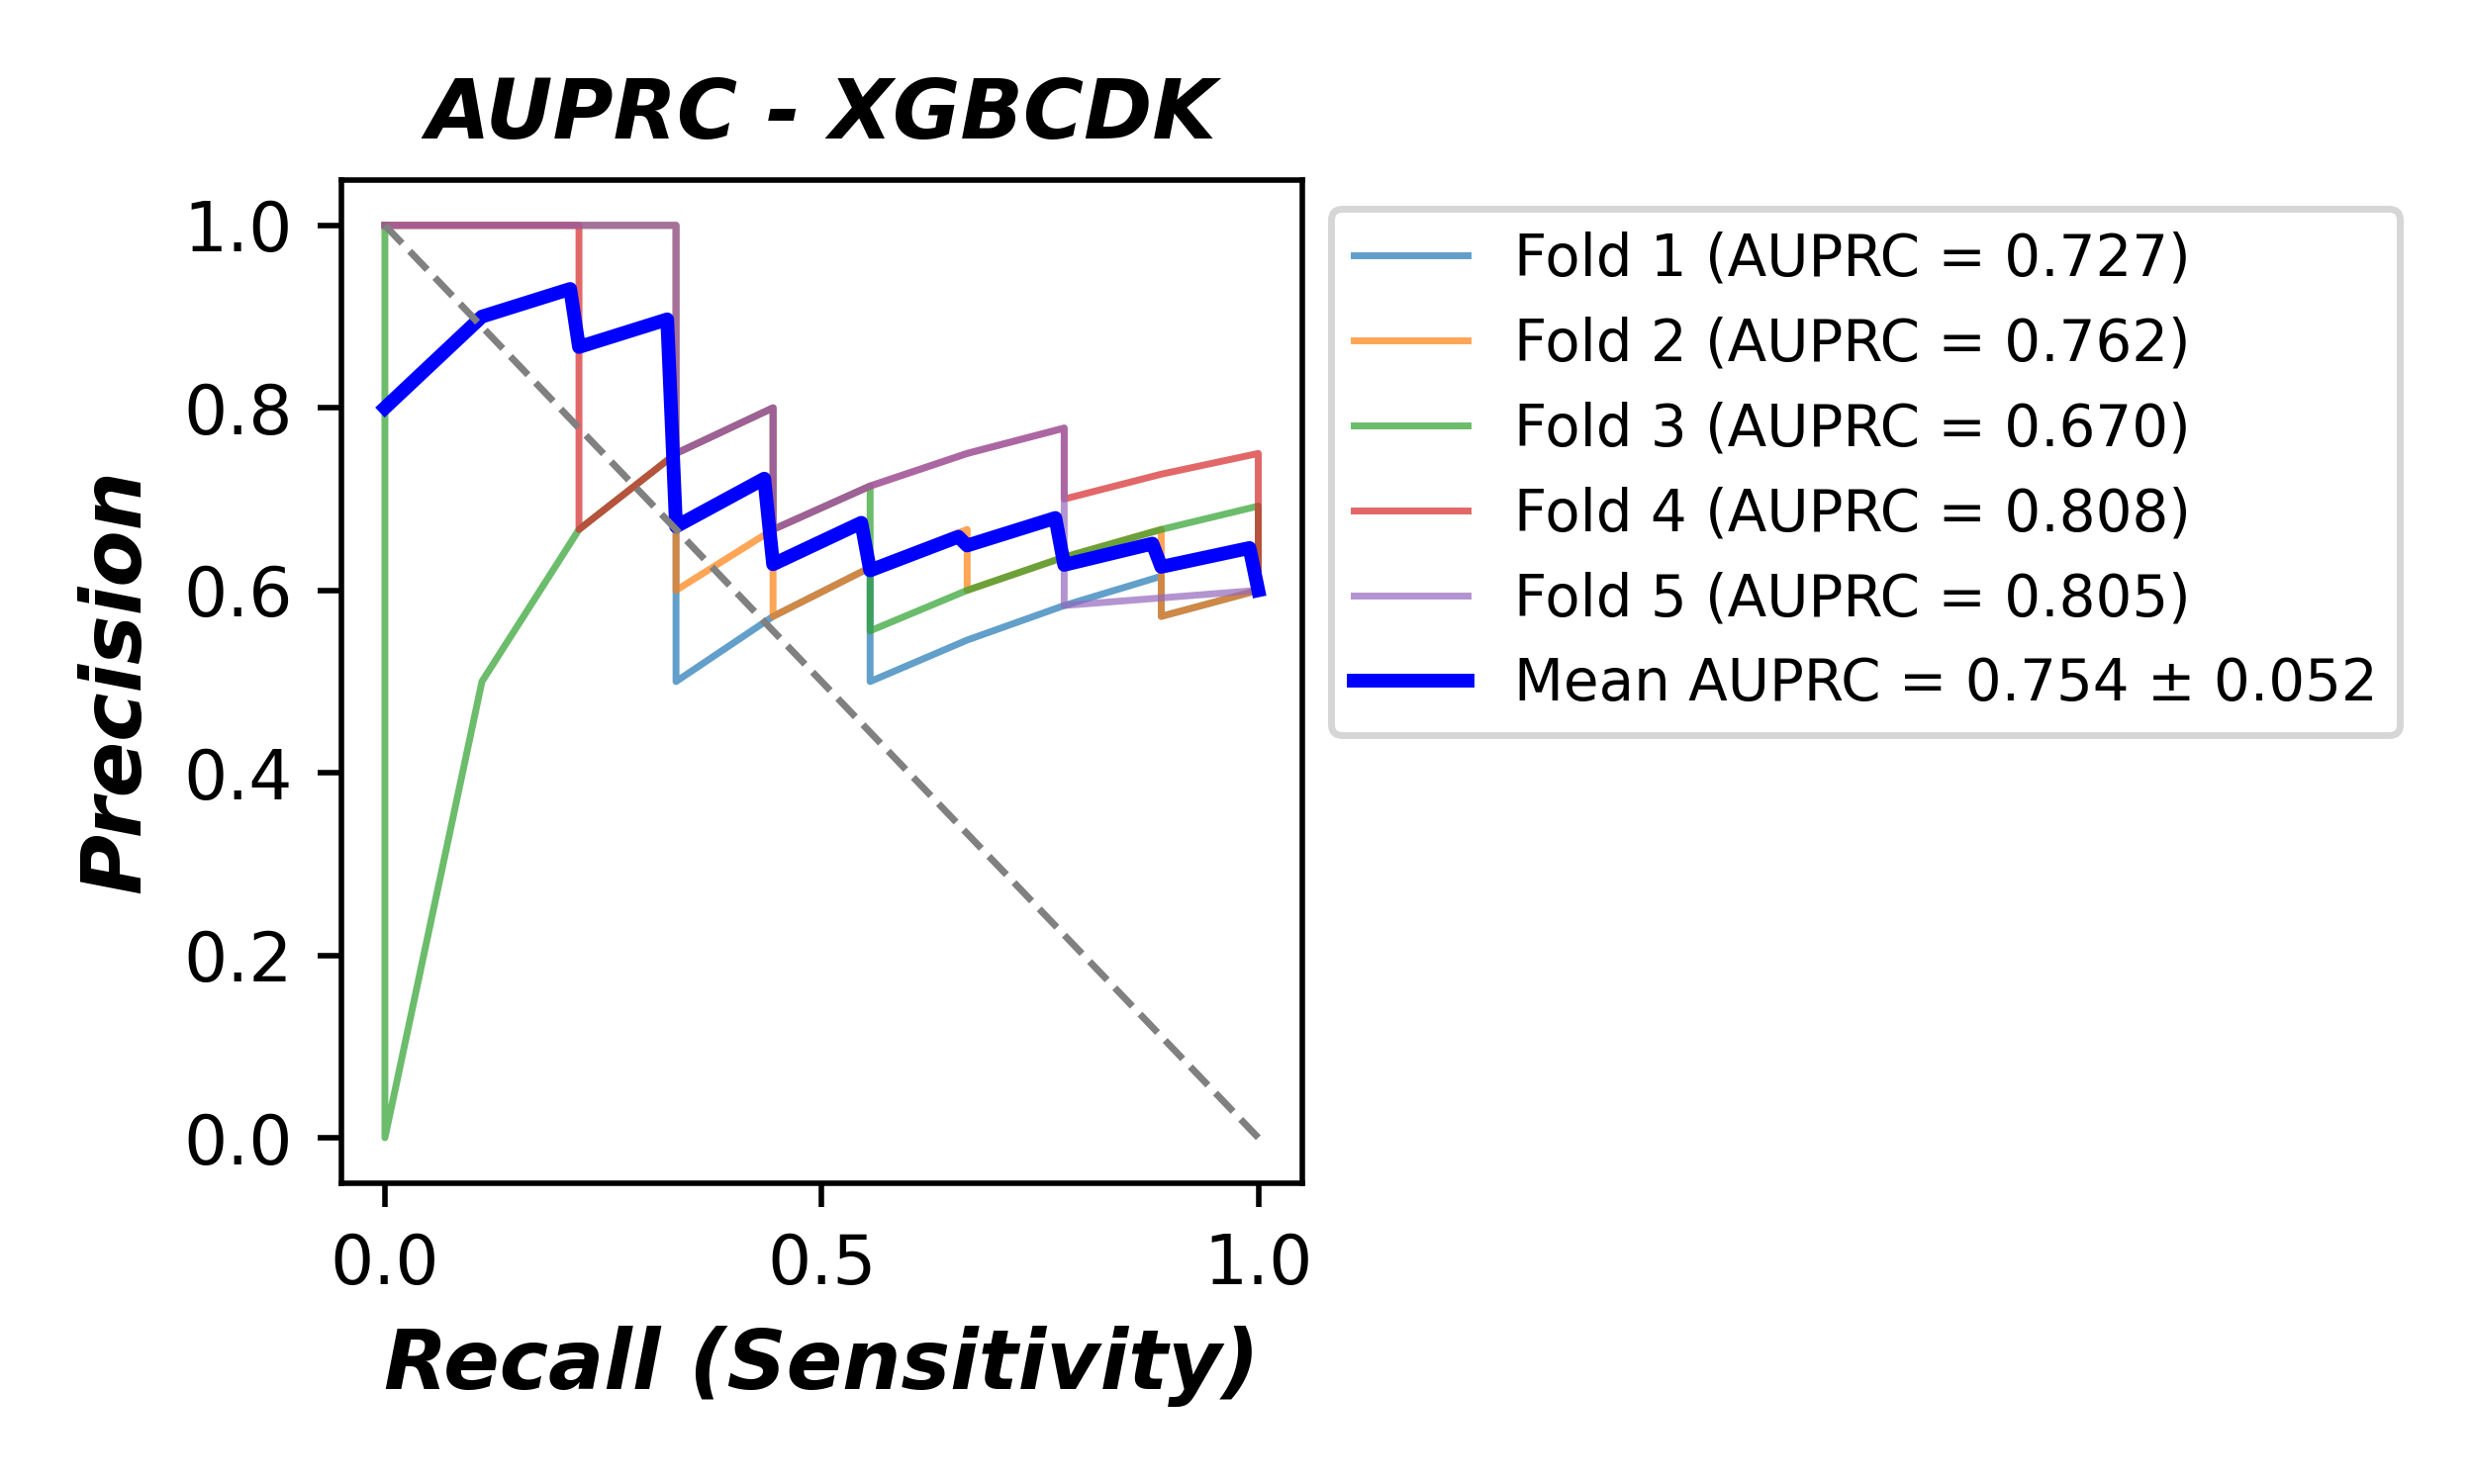 AUPRC - XGBCDK
Precision
1.0
0.8
0.6
0.4
0.2
0.0
0.0 0.5 1.0
Recall (Sensitivity)
Fold 1 (AUPRC = 0.727)
Fold 2 (AUPRC = 0.762)
Fold 3 (AUPRC = 0.670)
Fold 4 (AUPRC = 0.808)
Fold 5 (AUPRC = 0.805)
Mean AUPRC = 0.754 ± 0.052